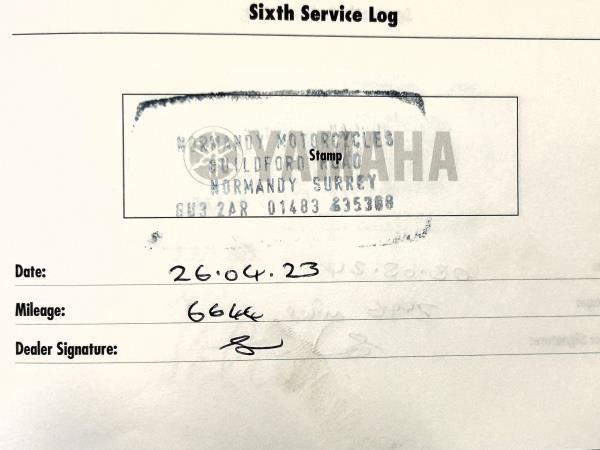 Sixth Service Log
YAMAHA
NORMANDY MOTORCYCLES
GUILDFORD ROAD
Stamp
NORMANDY SURREY
GU3 2AR 01483
Date: 26.04.23
Mileage: 6644
Dealer Signature: